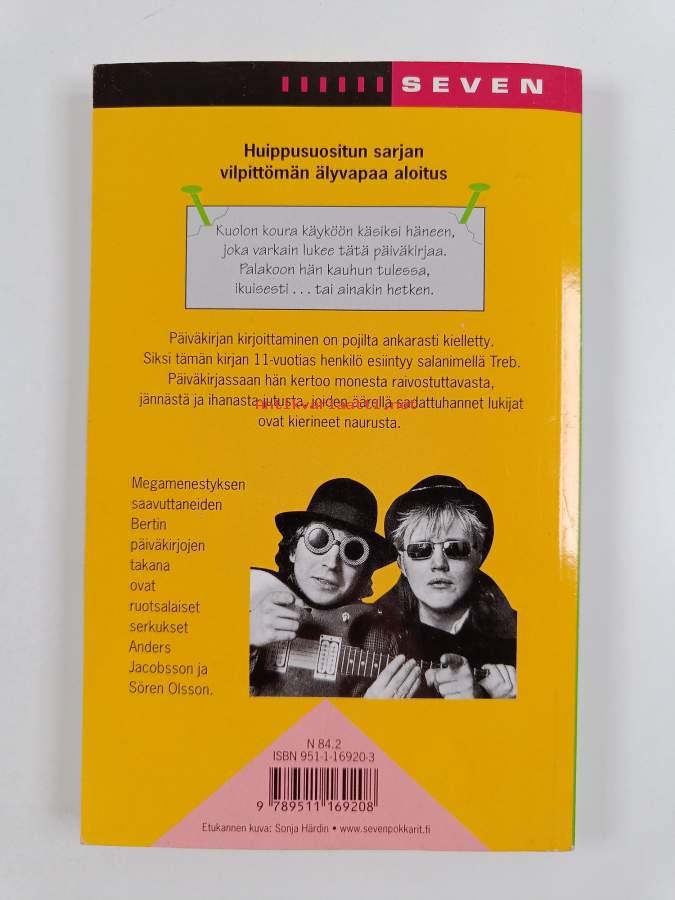 SEVEN
Huippusuositun sarjan
vilpittömän älyvapaa aloitus
Kuolon koura käyköön käsiksi häneen,
joka varkain lukee tätä päiväkirjaa.
Palakoon hän kauhun tulessa,
ikuisesti . . . tai ainakin hetken.
Päiväkirjan kirjoittaminen on pojilta ankarasti kielletty.
Siksi tämän kirjan 11-vuotias henkilö esiintyy salanimellä Treb.
Päiväkirjassaan hän kertoo monesta raivostuttavasta,
jännästä ja ihanasta jutusta, joiden äärellä sadattuhannet lukijat
antikvariaatti.net
ovat kierineet naurusta.
Megamenestyksen
saavuttaneiden
Bertin
päiväkirjojen
takana
ovat
ruotsalaiset
serkukset
Anders
Jacobsson ja
Sören Olsson.
N 84.2
ISBN 951-1-16920-3
9 789511 169208
Etukannen kuva: Sonja Härdin • www.sevenpokkarit.fi